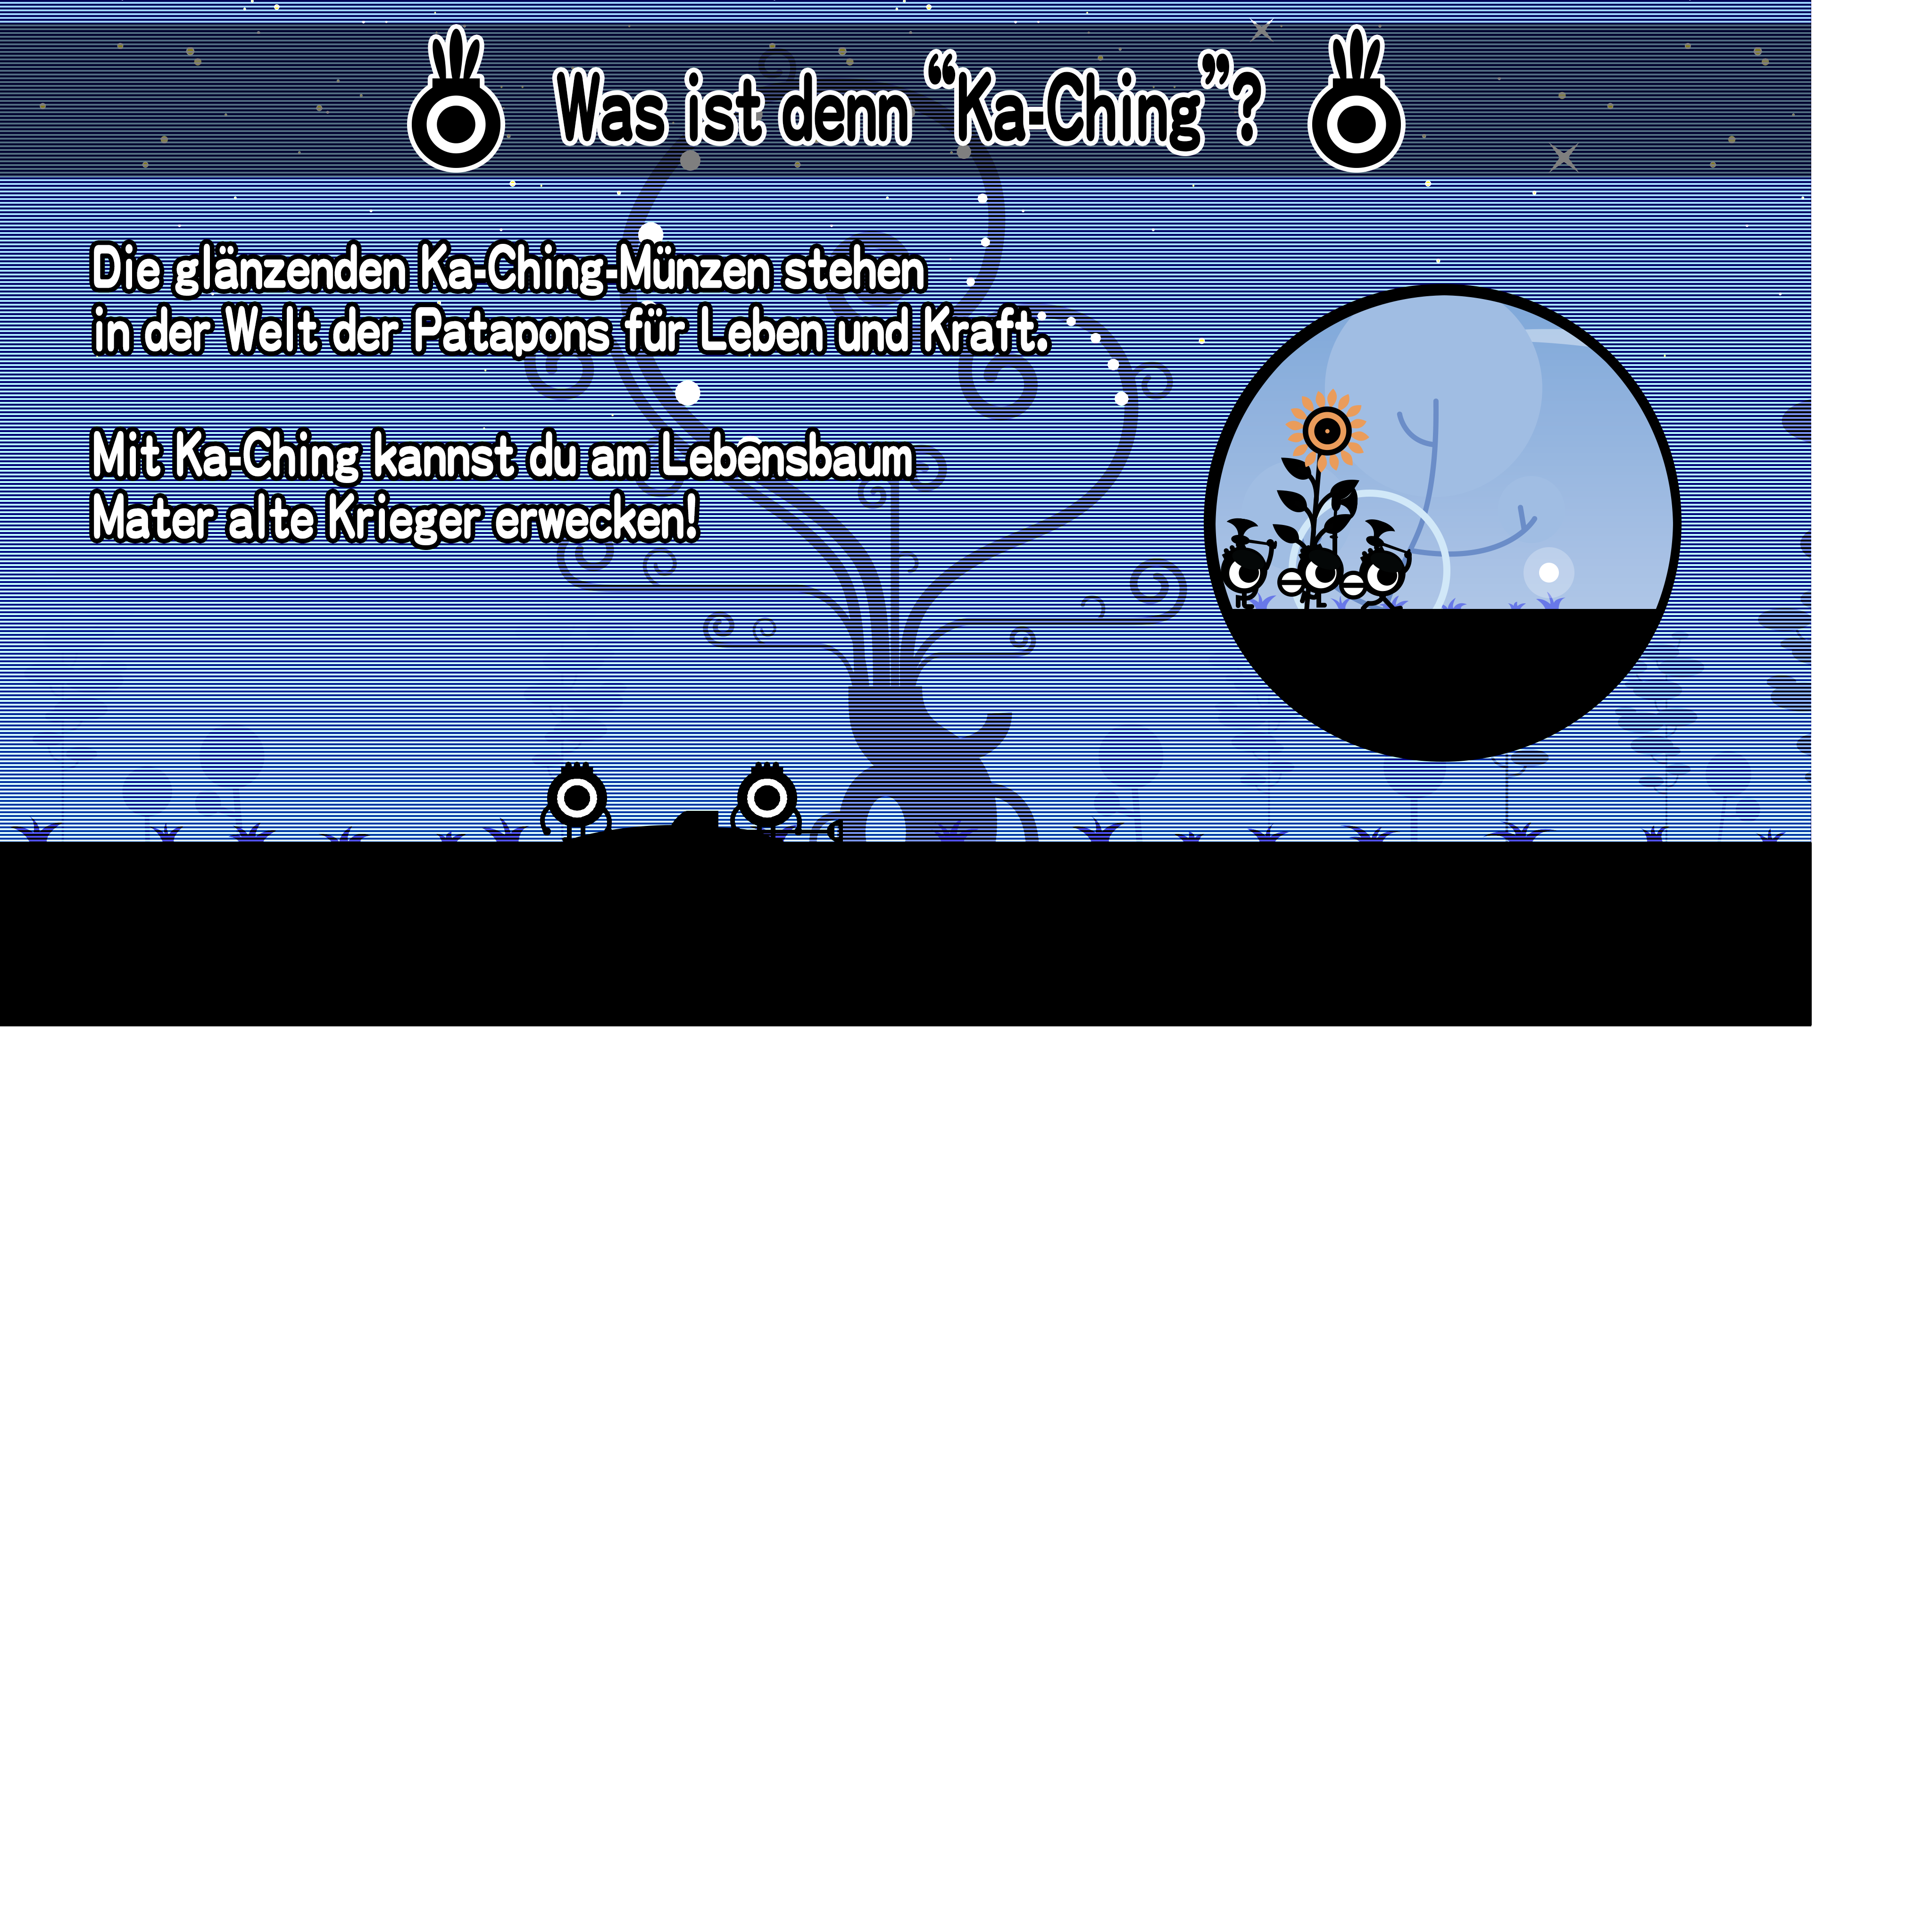 Was ist denn “Ka-Ching”?
Die glänzenden Ka-Ching-Münzen stehen
in der Welt der Patapons für Leben und Kraft.
Mit Ka-Ching kannst du am Lebensbaum
Mater alte Krieger erwecken!